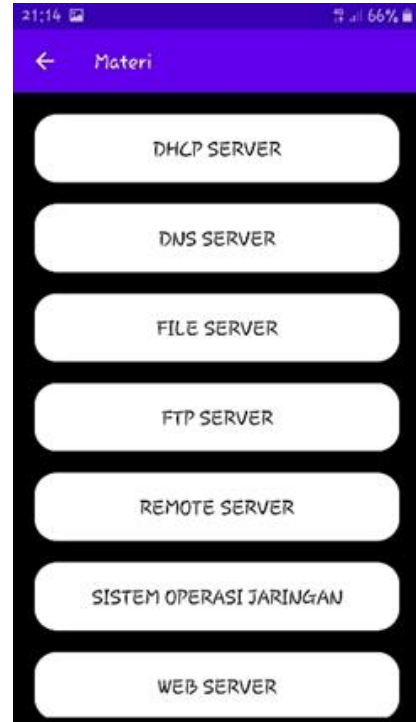 21:14 66%
Materi
DHCP SERVER
DNS SERVER
FILE SERVER
FTP SERVER
REMOTE SERVER
SISTEM OPERASI JARINGAN
WEB SERVER